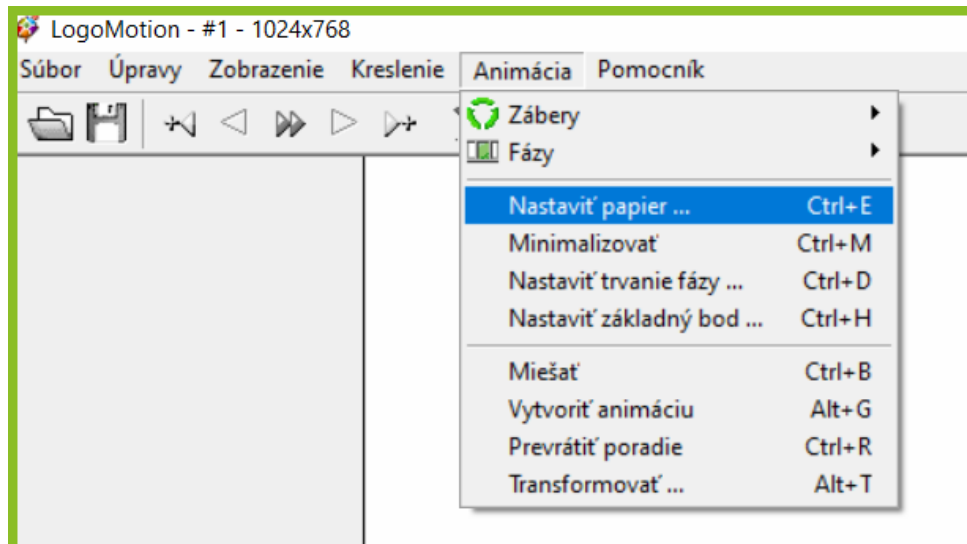 LogoMotion - #1 - 1024x768
Súbor Úpravy Zobrazenie Kreslenie Animácia Pomocník
Zábery
Fázy
Nastaviť papier ... Ctrl+E
Minimalizovať Ctrl+M
Nastaviť trvanie fázy ... Ctrl+D
Nastaviť základný bod ... Ctrl+H
Miešať Ctrl+B
Vytvoriť animáciu Alt+G
Prevrátiť poradie Ctrl+R
Transformovať ... Alt+T